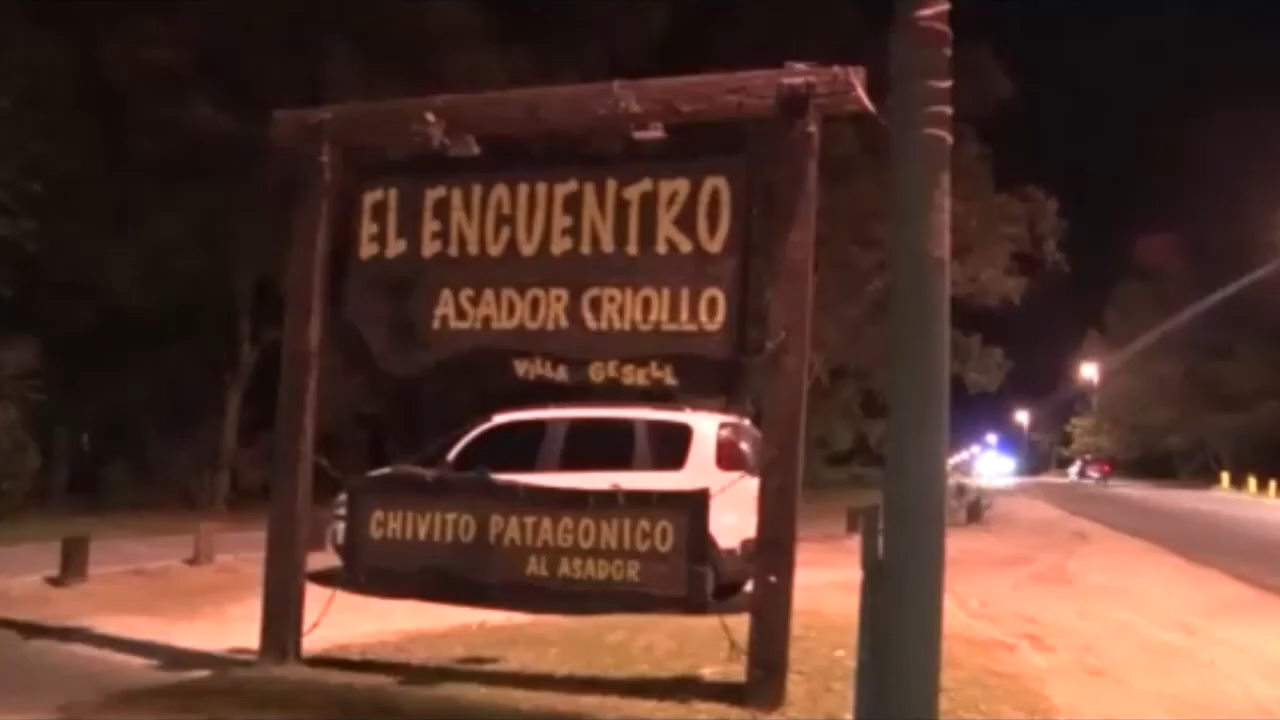 EL ENCUENTRO
ASADOR CRIOLLO
VILLA GESELL
CHIVITO PATAGONICO
AL ASADOR